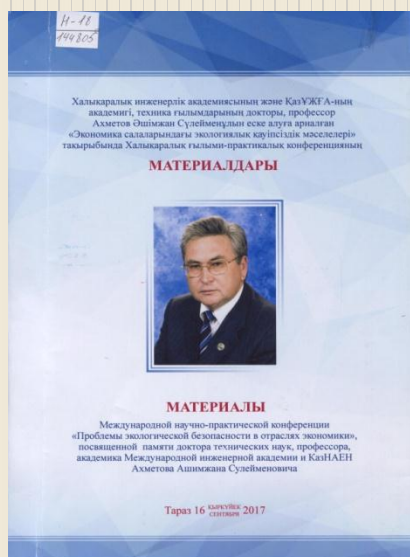 Н-18
144805
Халықаралық инженерлік академиясының және ҚазҰЖҒА-ның
академигі, техника ғылымдарының докторы, профессор
Ахметов Әшімжан Сүлейменұлын еске алуға арналған
«Экономика салаларындағы экологиялық қауіпсіздік мәселелері»
тақырыбында Халықаралық ғылыми-практикалық конференцияның
МАТЕРИАЛДАРЫ
МАТЕРИАЛЫ
Международной научно-практической конференции
«Проблемы экологической безопасности в отраслях экономики»,
посвященной памяти доктора технических наук, профессора,
академика Международной инженерной академии и КазНАЕН
Ахметова Ашимжана Сулейменовича
Тараз 16 қыркүйек сентября 2017